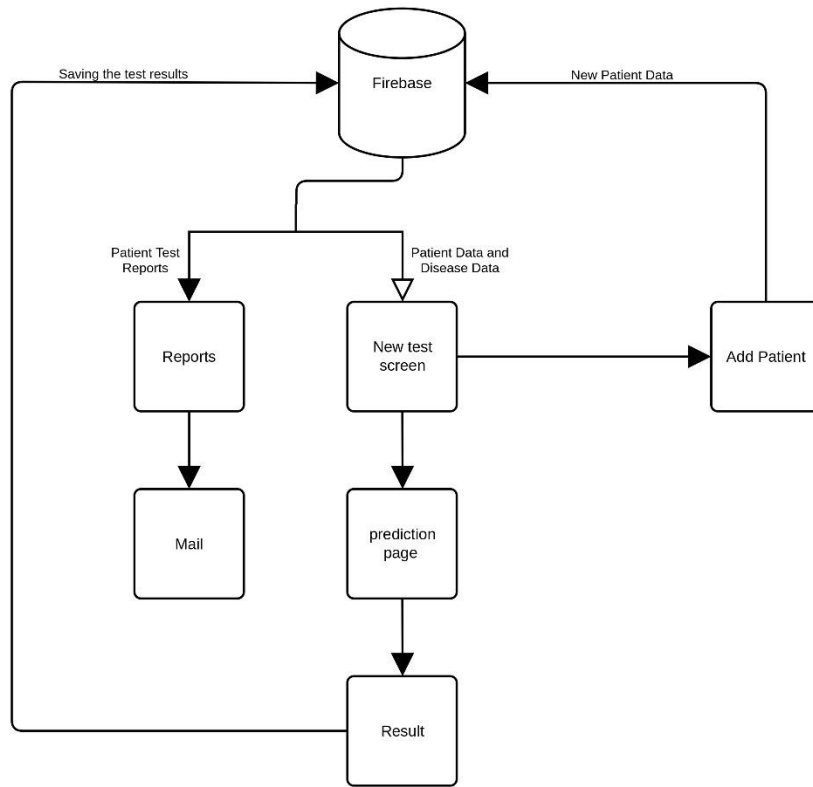 Saving the test results
Firebase
New Patient Data
Patient Test
Reports
Patient Data and
Disease Data
Reports
New test
screen
Add Patient
Mail
prediction
page
Result